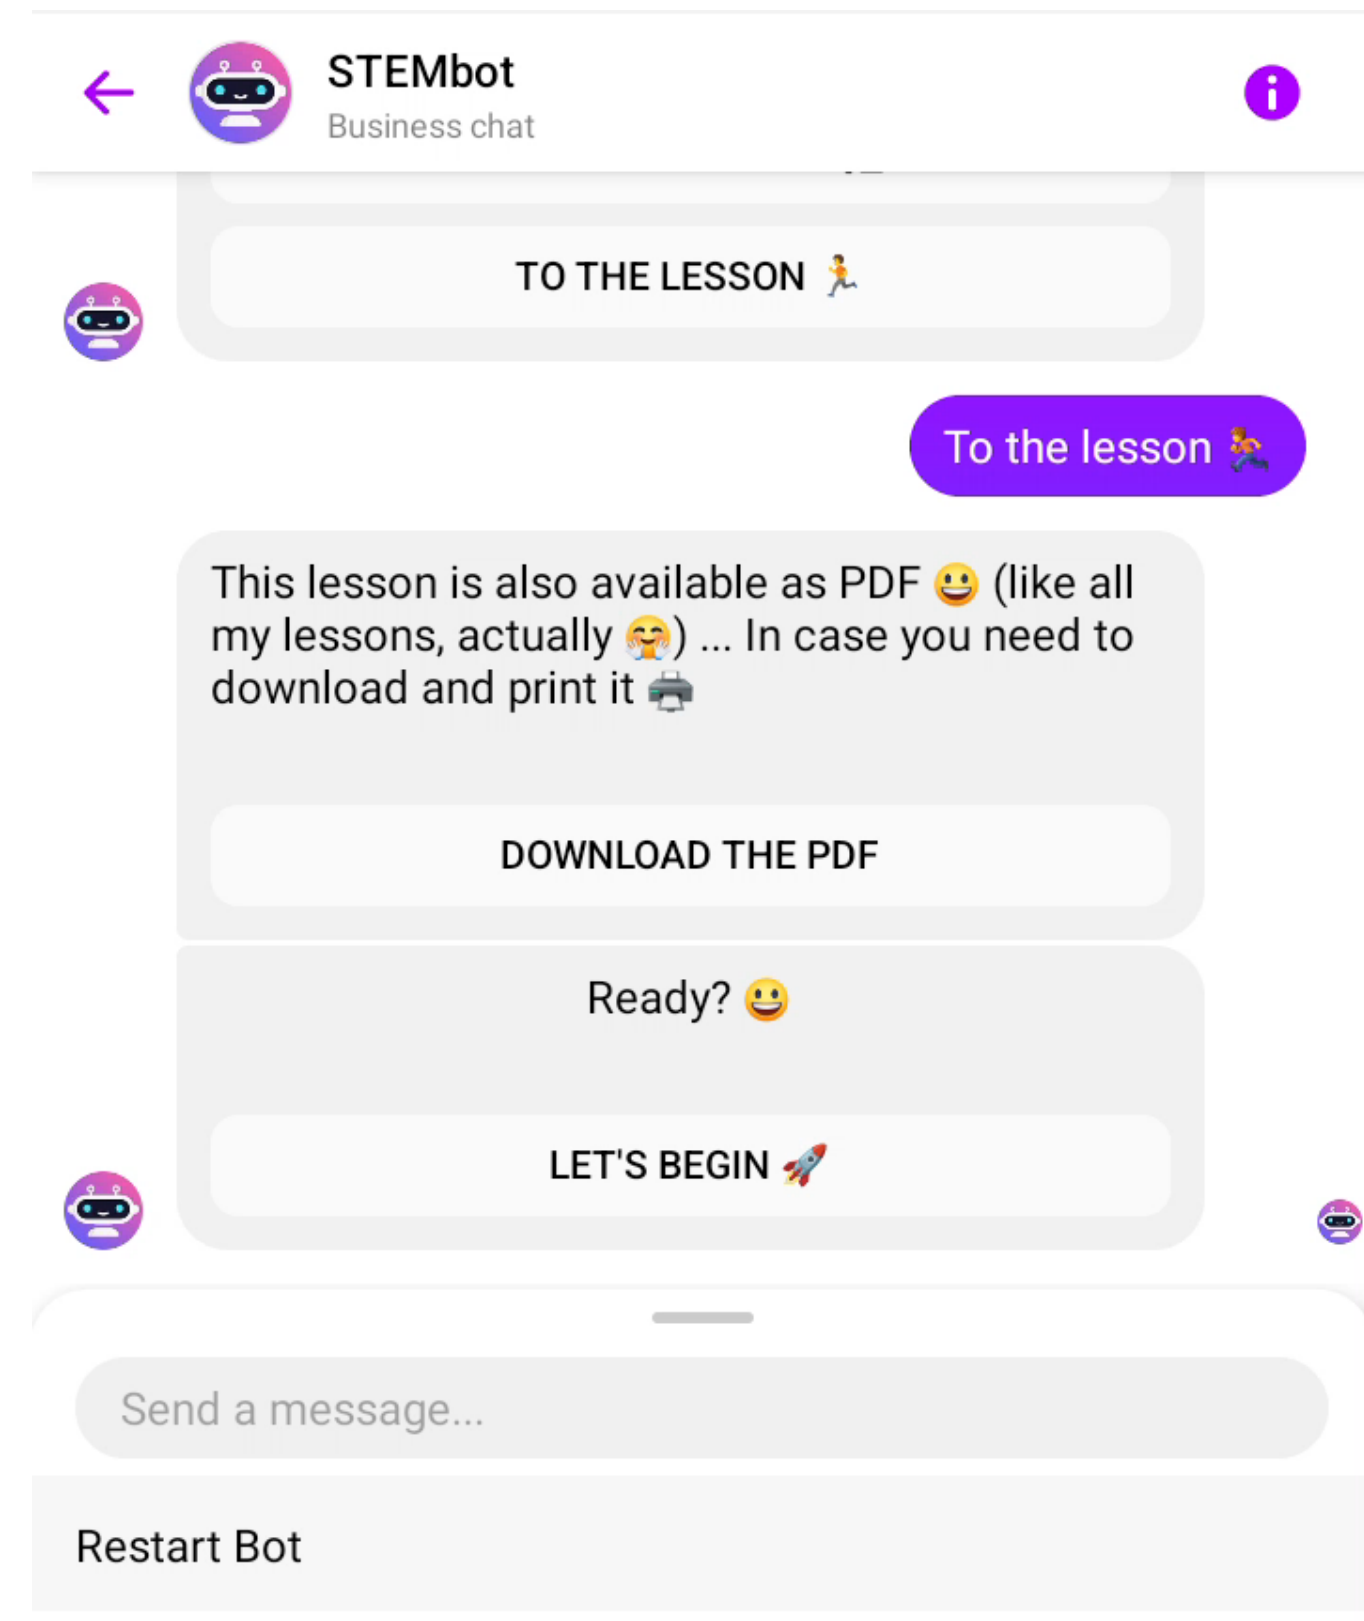 STEMbot
Business chat
TO THE LESSON 🏃
To the lesson 🏃
This lesson is also available as PDF 😃 (like all
my lessons, actually 🤗) ... In case you need to
download and print it 🖨️
DOWNLOAD THE PDF
Ready? 😃
LET'S BEGIN 🚀
Send a message...
Restart Bot